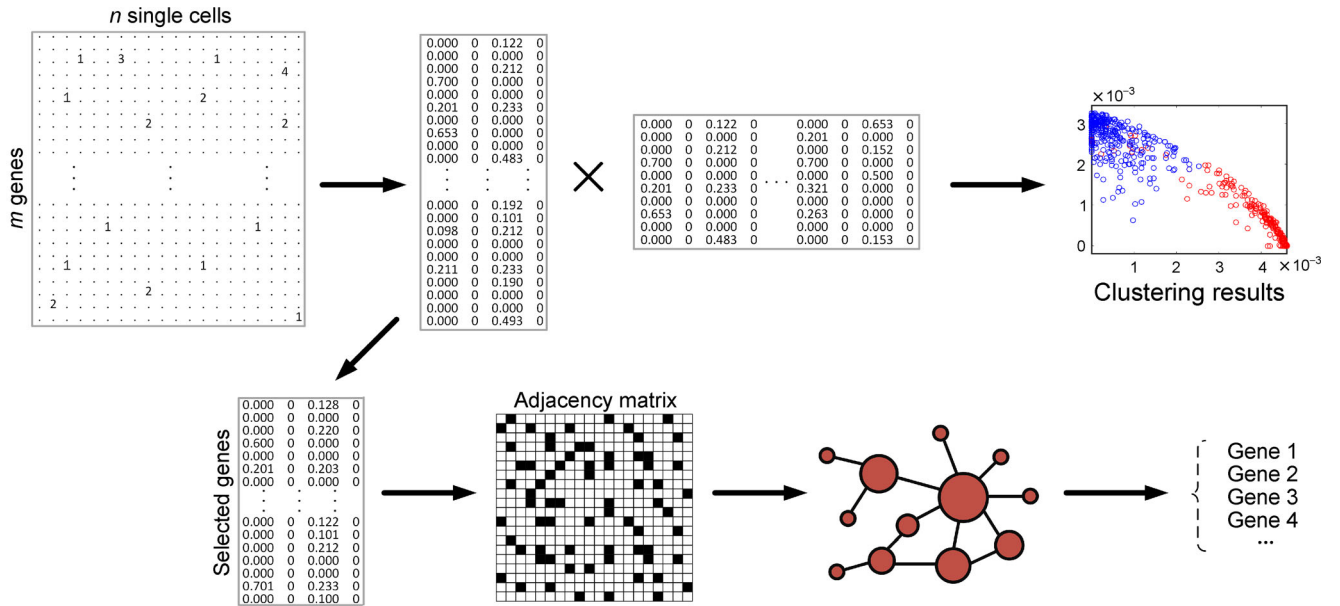 n single cells
m genes
1 3 1
4
1 2
2 2
1 1
1 1
2
2
1
0.000 0 0.122 0
0.000 0 0.000 0
0.000 0 0.212 0
0.700 0 0.000 0
0.000 0 0.000 0
0.201 0 0.233 0
0.000 0 0.000 0
0.653 0 0.000 0
0.000 0 0.000 0
0.000 0 0.483 0
0.000 0 0.192 0
0.000 0 0.101 0
0.098 0 0.212 0
0.000 0 0.000 0
0.000 0 0.000 0
0.211 0 0.233 0
0.000 0 0.190 0
0.000 0 0.000 0
0.000 0 0.000 0
0.000 0 0.493 0
×
0.000 0 0.122 0 0.000 0 0.653 0
0.000 0 0.000 0 0.201 0 0.000 0
0.000 0 0.212 0 0.000 0 0.152 0
0.700 0 0.000 0 0.700 0 0.000 0
0.000 0 0.000 0 0.000 0 0.500 0
0.201 0 0.233 0 ... 0.321 0 0.000 0
0.000 0 0.000 0 0.000 0 0.000 0
0.653 0 0.000 0 0.263 0 0.000 0
0.000 0 0.000 0 0.000 0 0.000 0
0.000 0 0.483 0 0.000 0 0.153 0
×10⁻³
3
2
1
0
1 2 3 4 ×10⁻³
Clustering results
Selected genes
0.000 0 0.128 0
0.000 0 0.000 0
0.000 0 0.220 0
0.600 0 0.000 0
0.000 0 0.000 0
0.201 0 0.203 0
0.000 0 0.000 0
0.000 0 0.122 0
0.000 0 0.101 0
0.000 0 0.212 0
0.000 0 0.000 0
0.000 0 0.000 0
0.701 0 0.233 0
0.000 0 0.100 0
Adjacency matrix
Gene 1
Gene 2
Gene 3
Gene 4
...